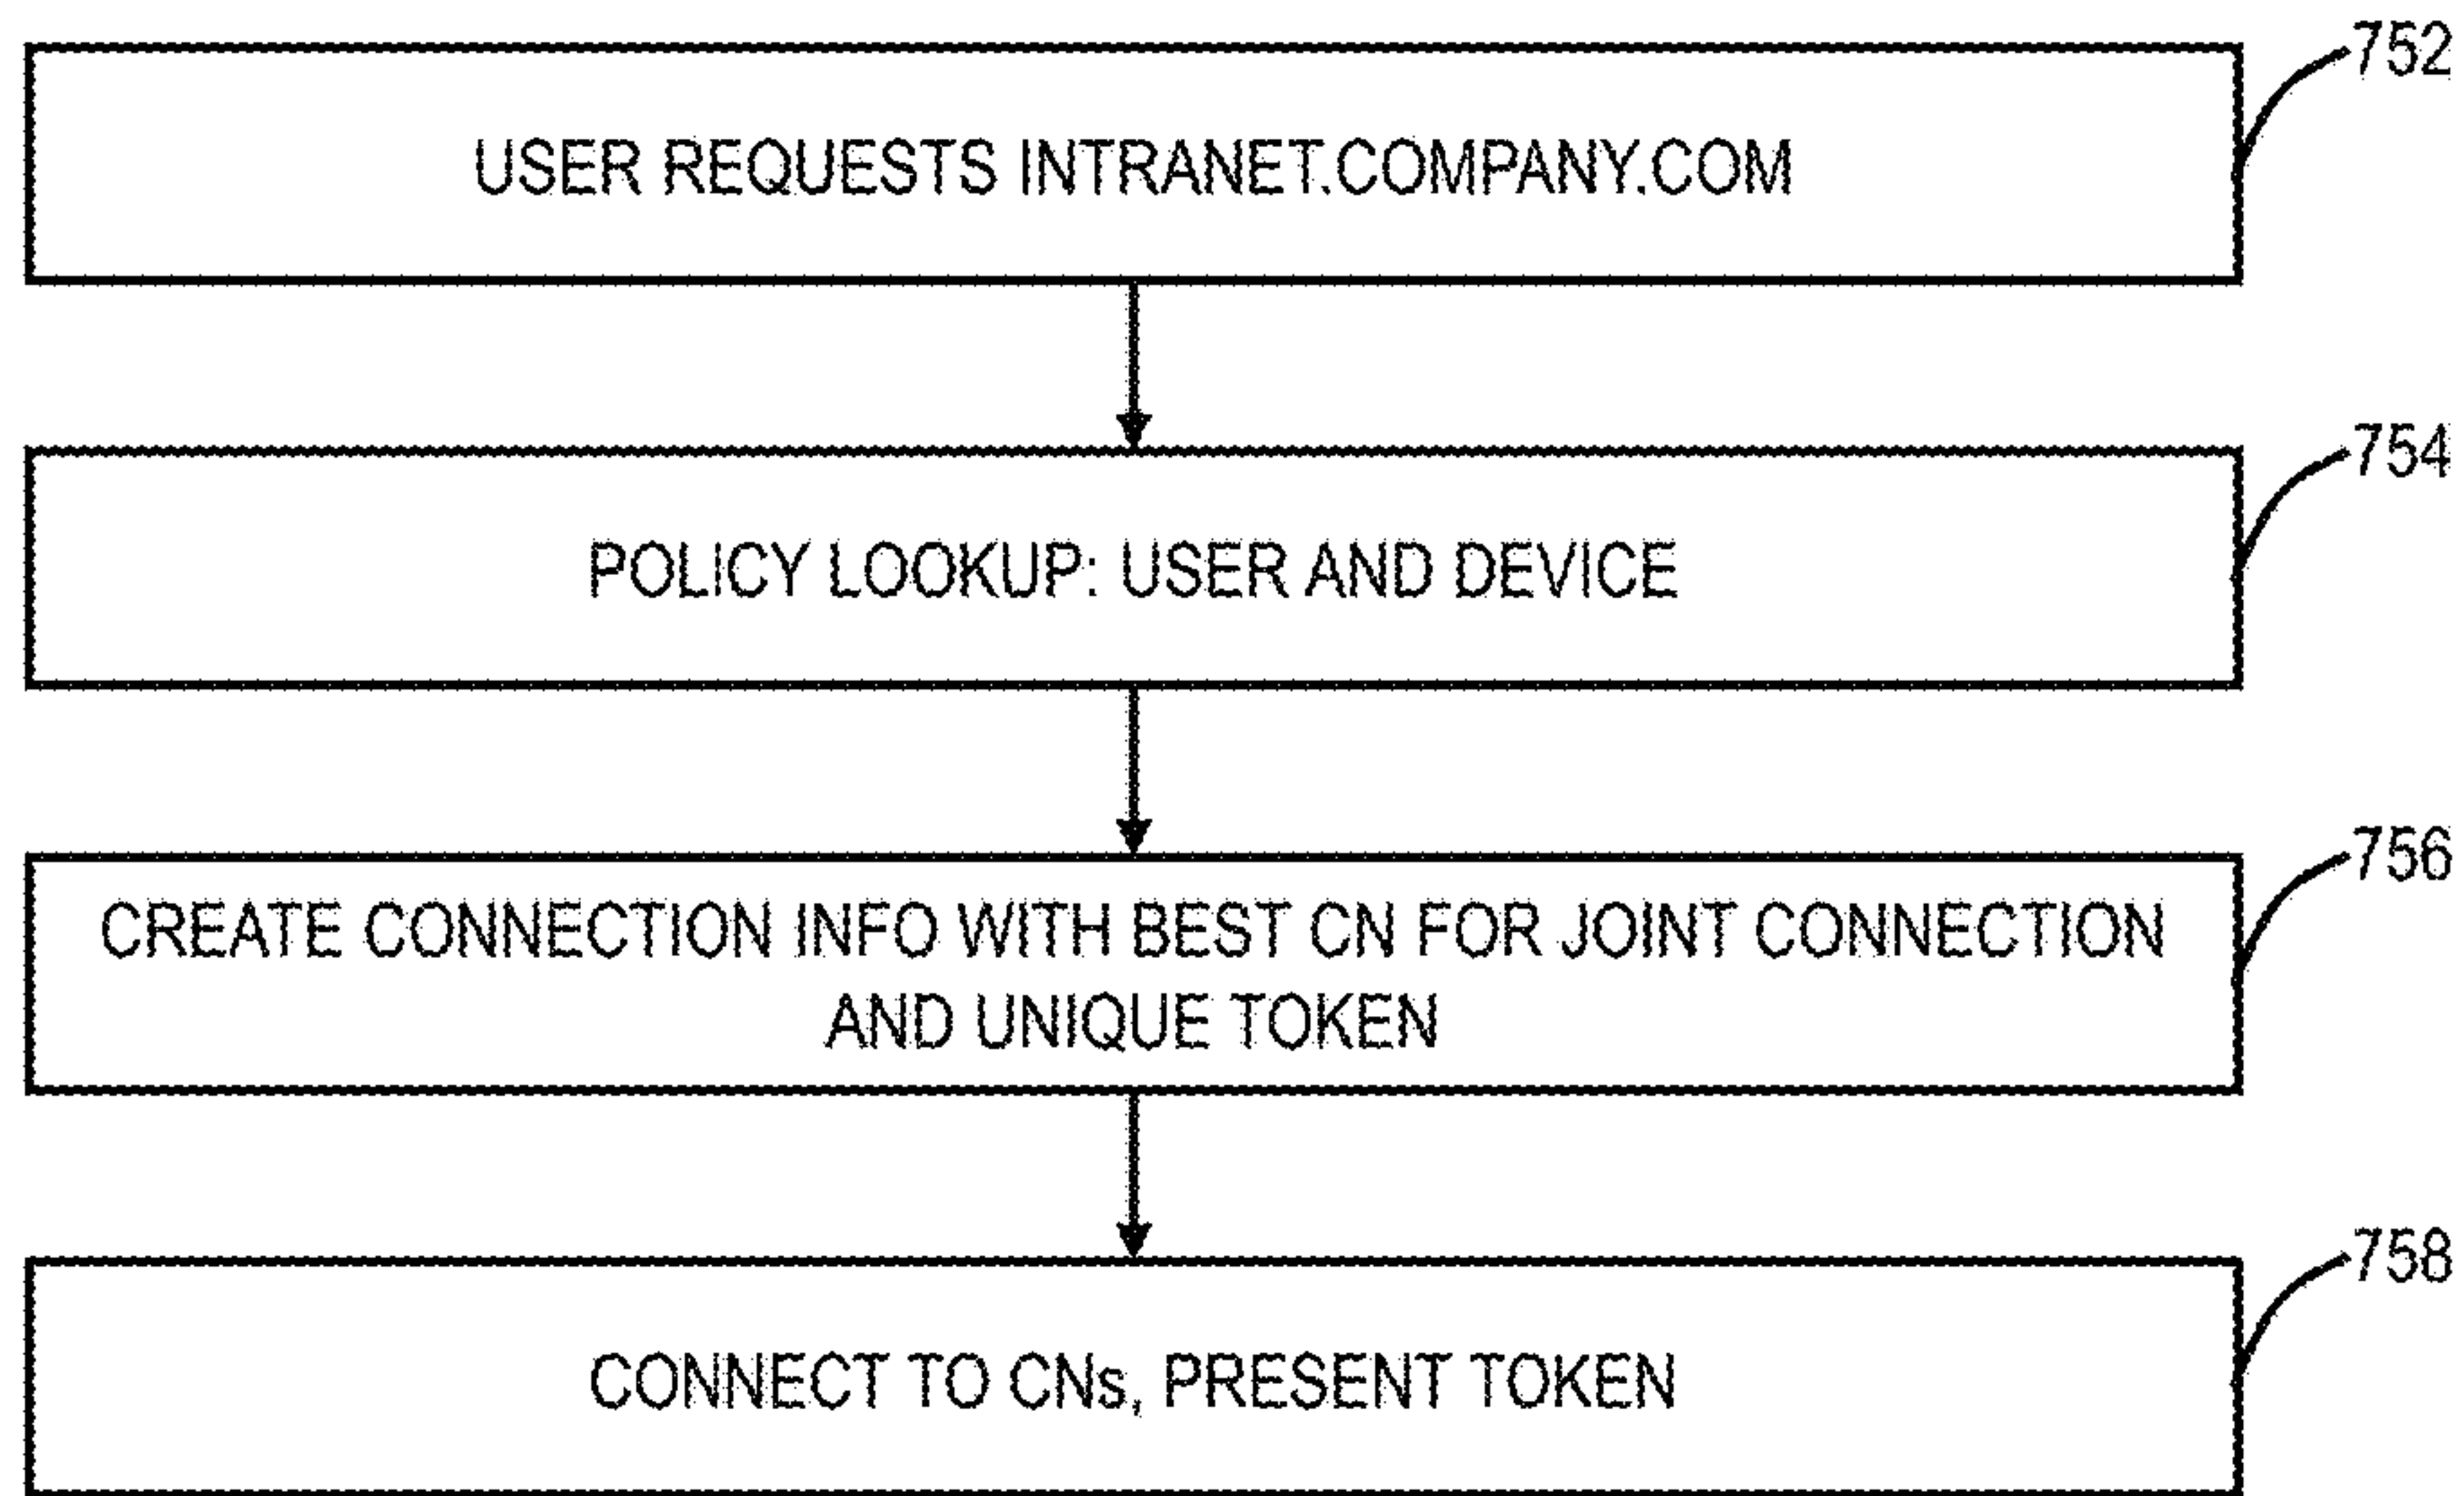 752
USER REQUESTS INTRANET.COMPANY.COM
754
POLICY LOOKUP: USER AND DEVICE
756
CREATE CONNECTION INFO WITH BEST CN FOR JOINT CONNECTION
AND UNIQUE TOKEN
758
CONNECT TO CNs, PRESENT TOKEN